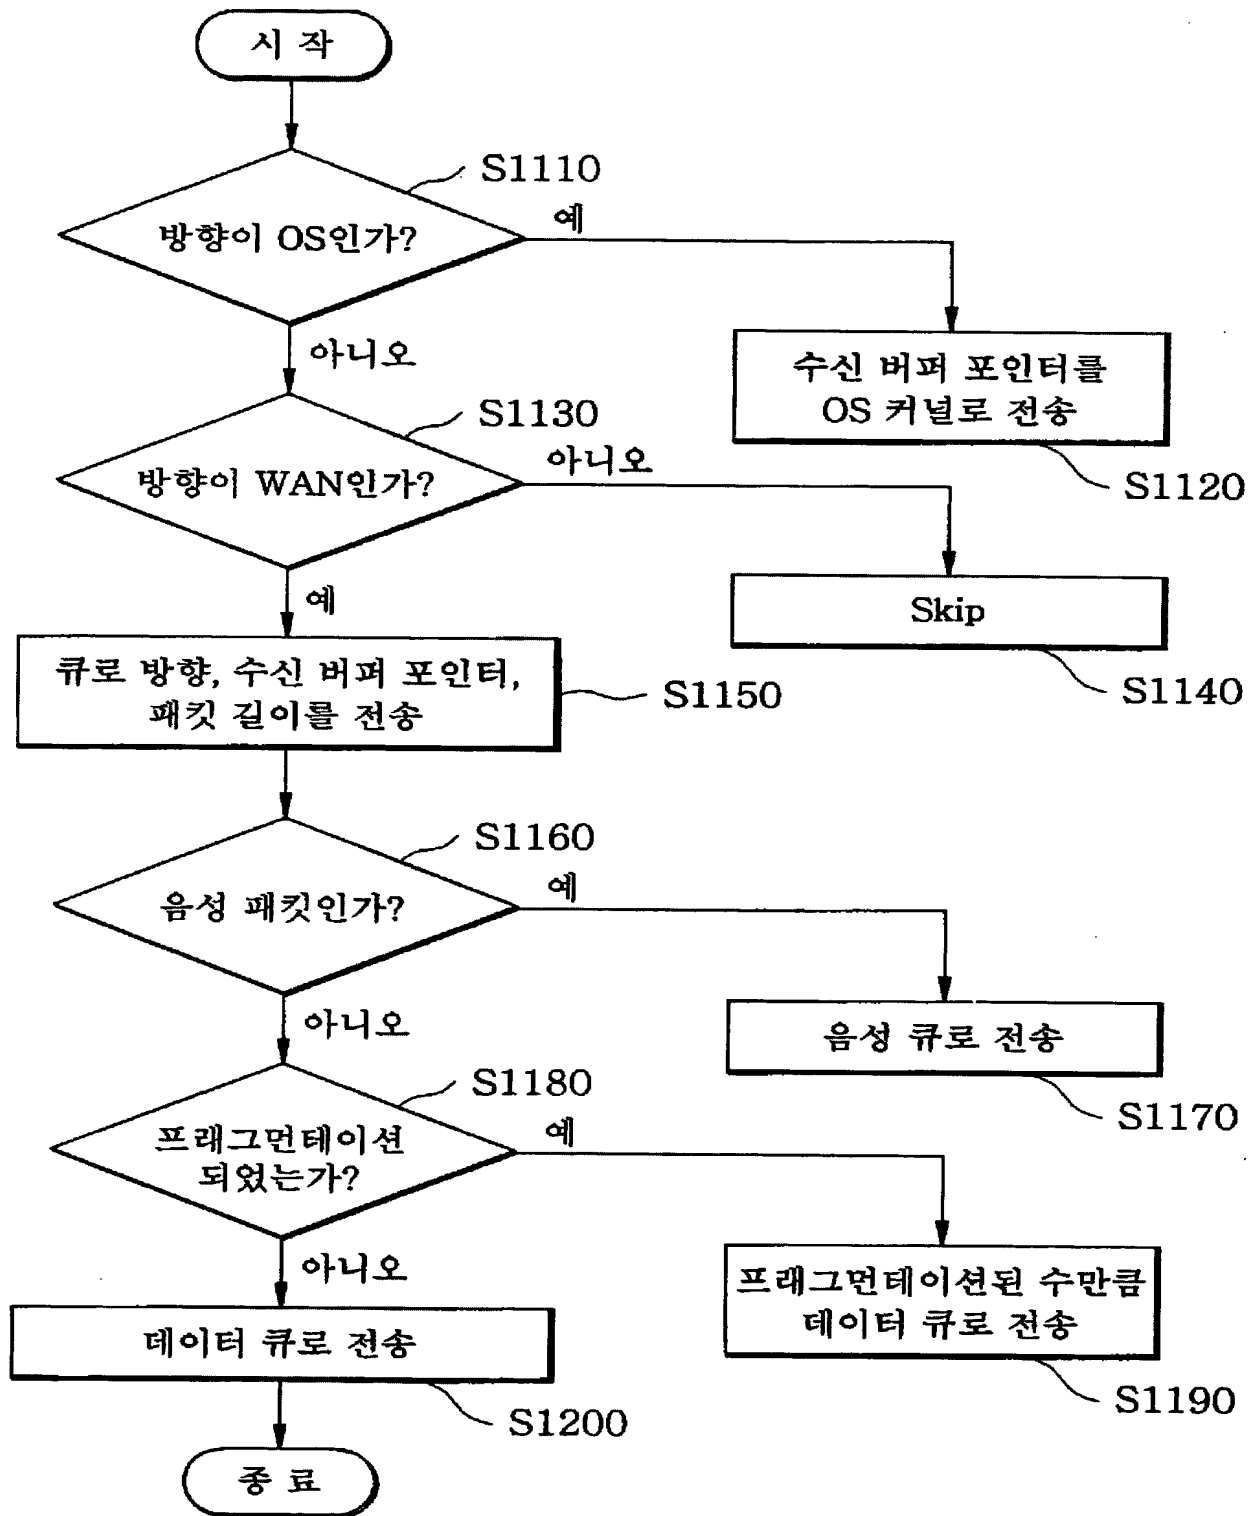 시 작
S1110
방향이 OS인가?
예
아니오
수신 버퍼 포인터를
OS 커널로 전송
S1120
S1130
방향이 WAN인가?
아니오
예
Skip
S1140
큐로 방향, 수신 버퍼 포인터,
패킷 길이를 전송
S1150
S1160
음성 패킷인가?
예
아니오
음성 큐로 전송
S1170
S1180
프래그먼테이션
되었는가?
예
아니오
프래그먼테이션된 수만큼
데이터 큐로 전송
S1190
데이터 큐로 전송
S1200
종 료